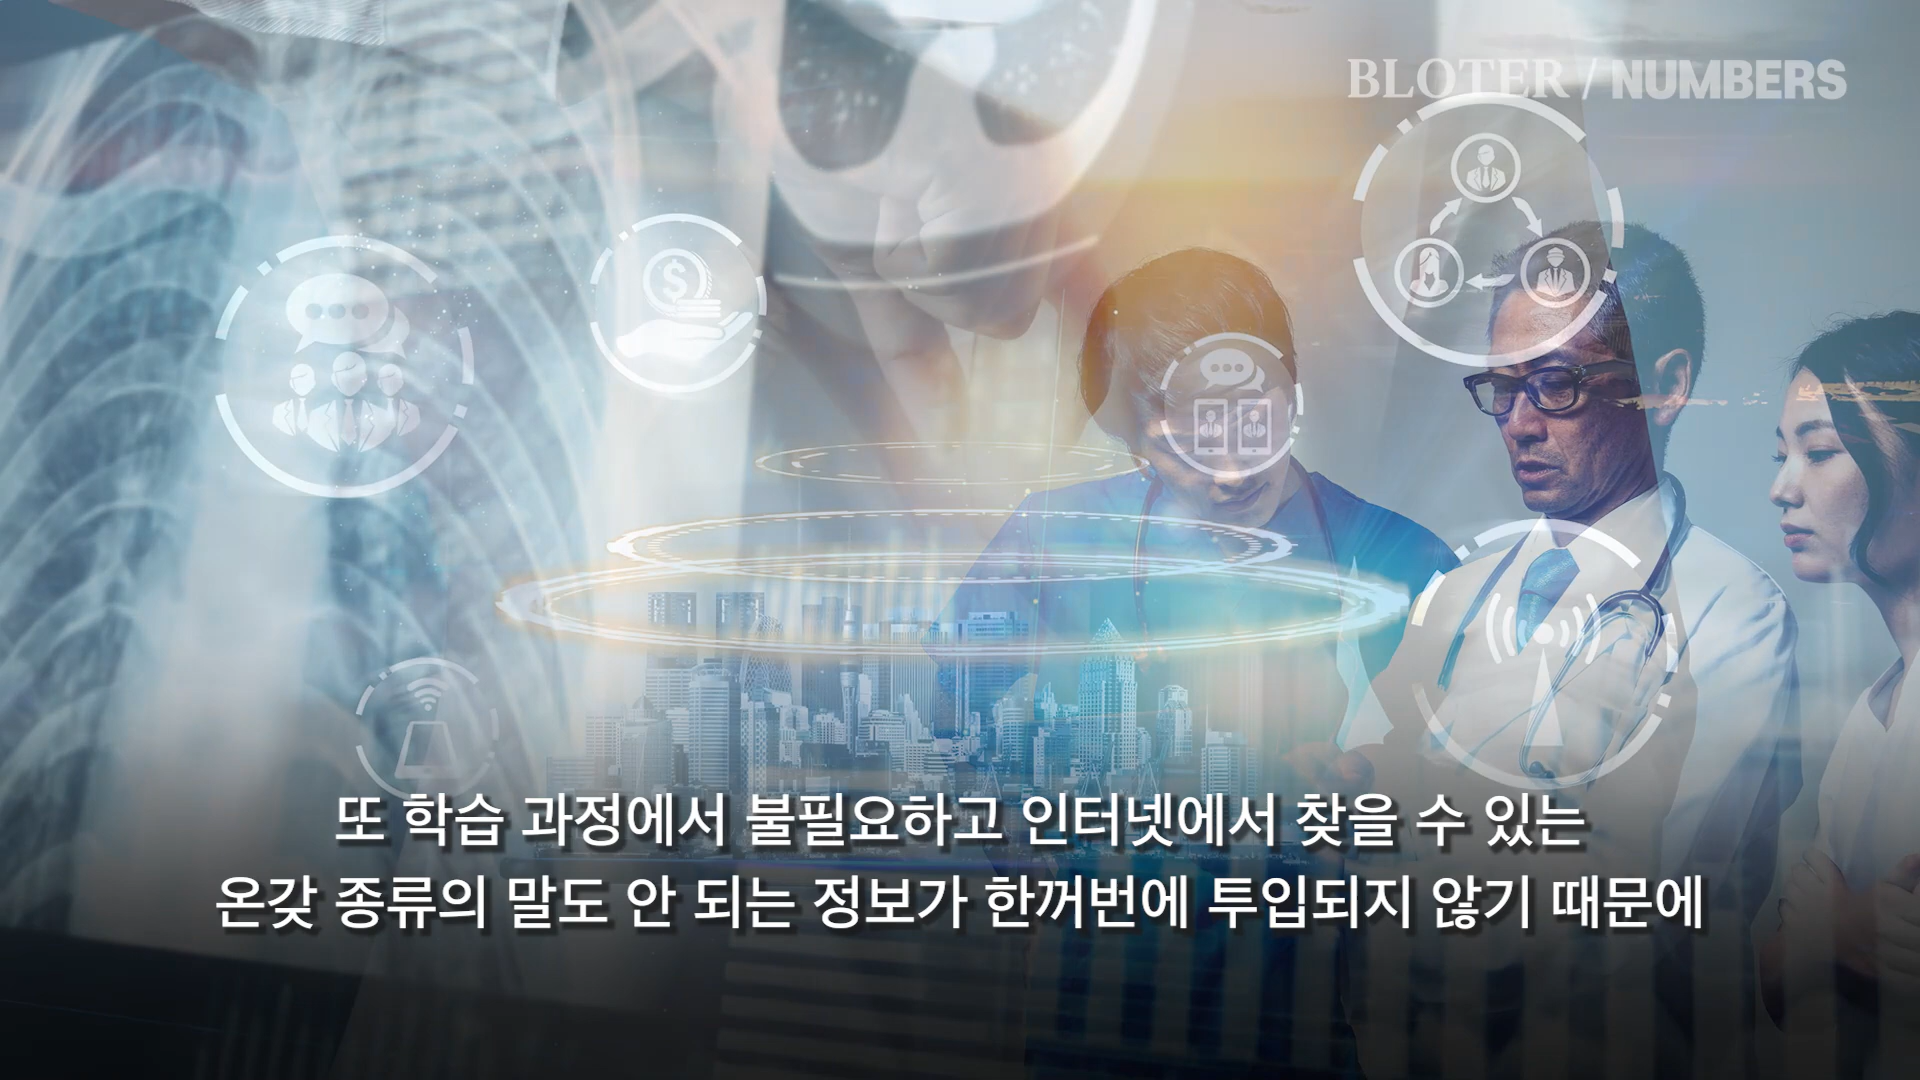 BLOTER / NUMBERS
또 학습 과정에서 불필요하고 인터넷에서 찾을 수 있는
온갖 종류의 말도 안 되는 정보가 한꺼번에 투입되지 않기 때문에